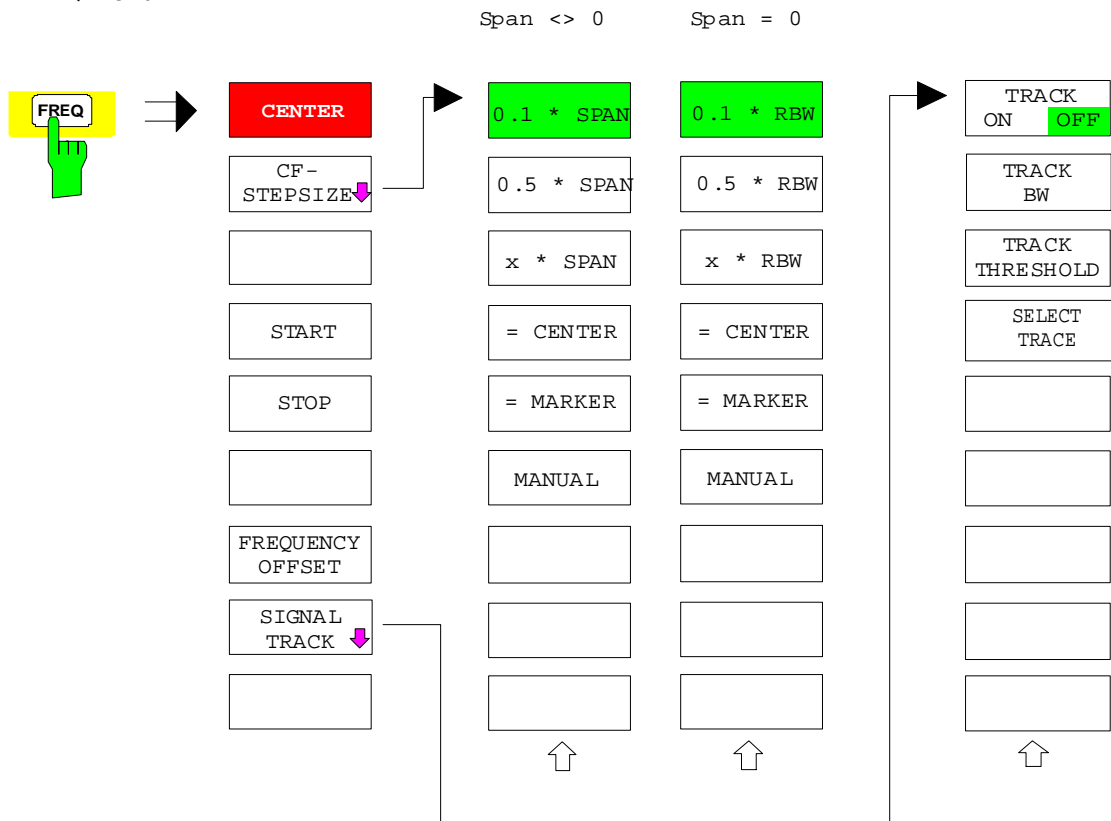 Span <> 0
Span = 0
FREQ
CENTER
CF-
STEPSIZE
START
STOP
FREQUENCY
OFFSET
SIGNAL
TRACK
0.1 * SPAN
0.5 * SPAN
x * SPAN
= CENTER
= MARKER
MANUAL
0.1 * RBW
0.5 * RBW
x * RBW
= CENTER
= MARKER
MANUAL
TRACK
ON OFF
TRACK
BW
TRACK
THRESHOLD
SELECT
TRACE